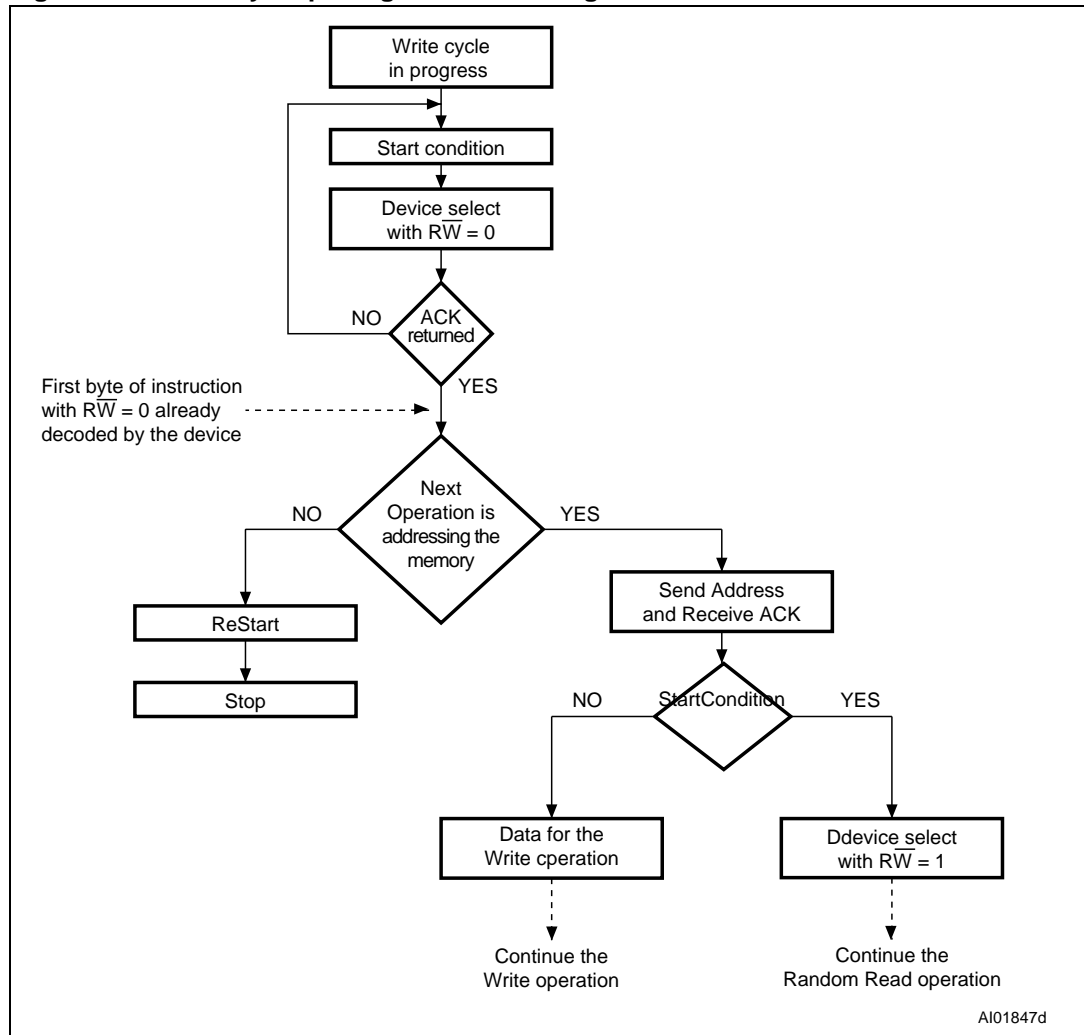 Write cycle
in progress
Start condition
Device select
with RW̅ = 0
ACK
returned
NO
YES
First byte of instruction
with RW̅ = 0 already
decoded by the device
Next
Operation is
addressing the
memory
NO
YES
Send Address
and Receive ACK
ReStart
Stop
StartCondition
NO
YES
Data for the
Write cperation
Ddevice select
with RW̅ = 1
Continue the
Write operation
Continue the
Random Read operation
AI01847d